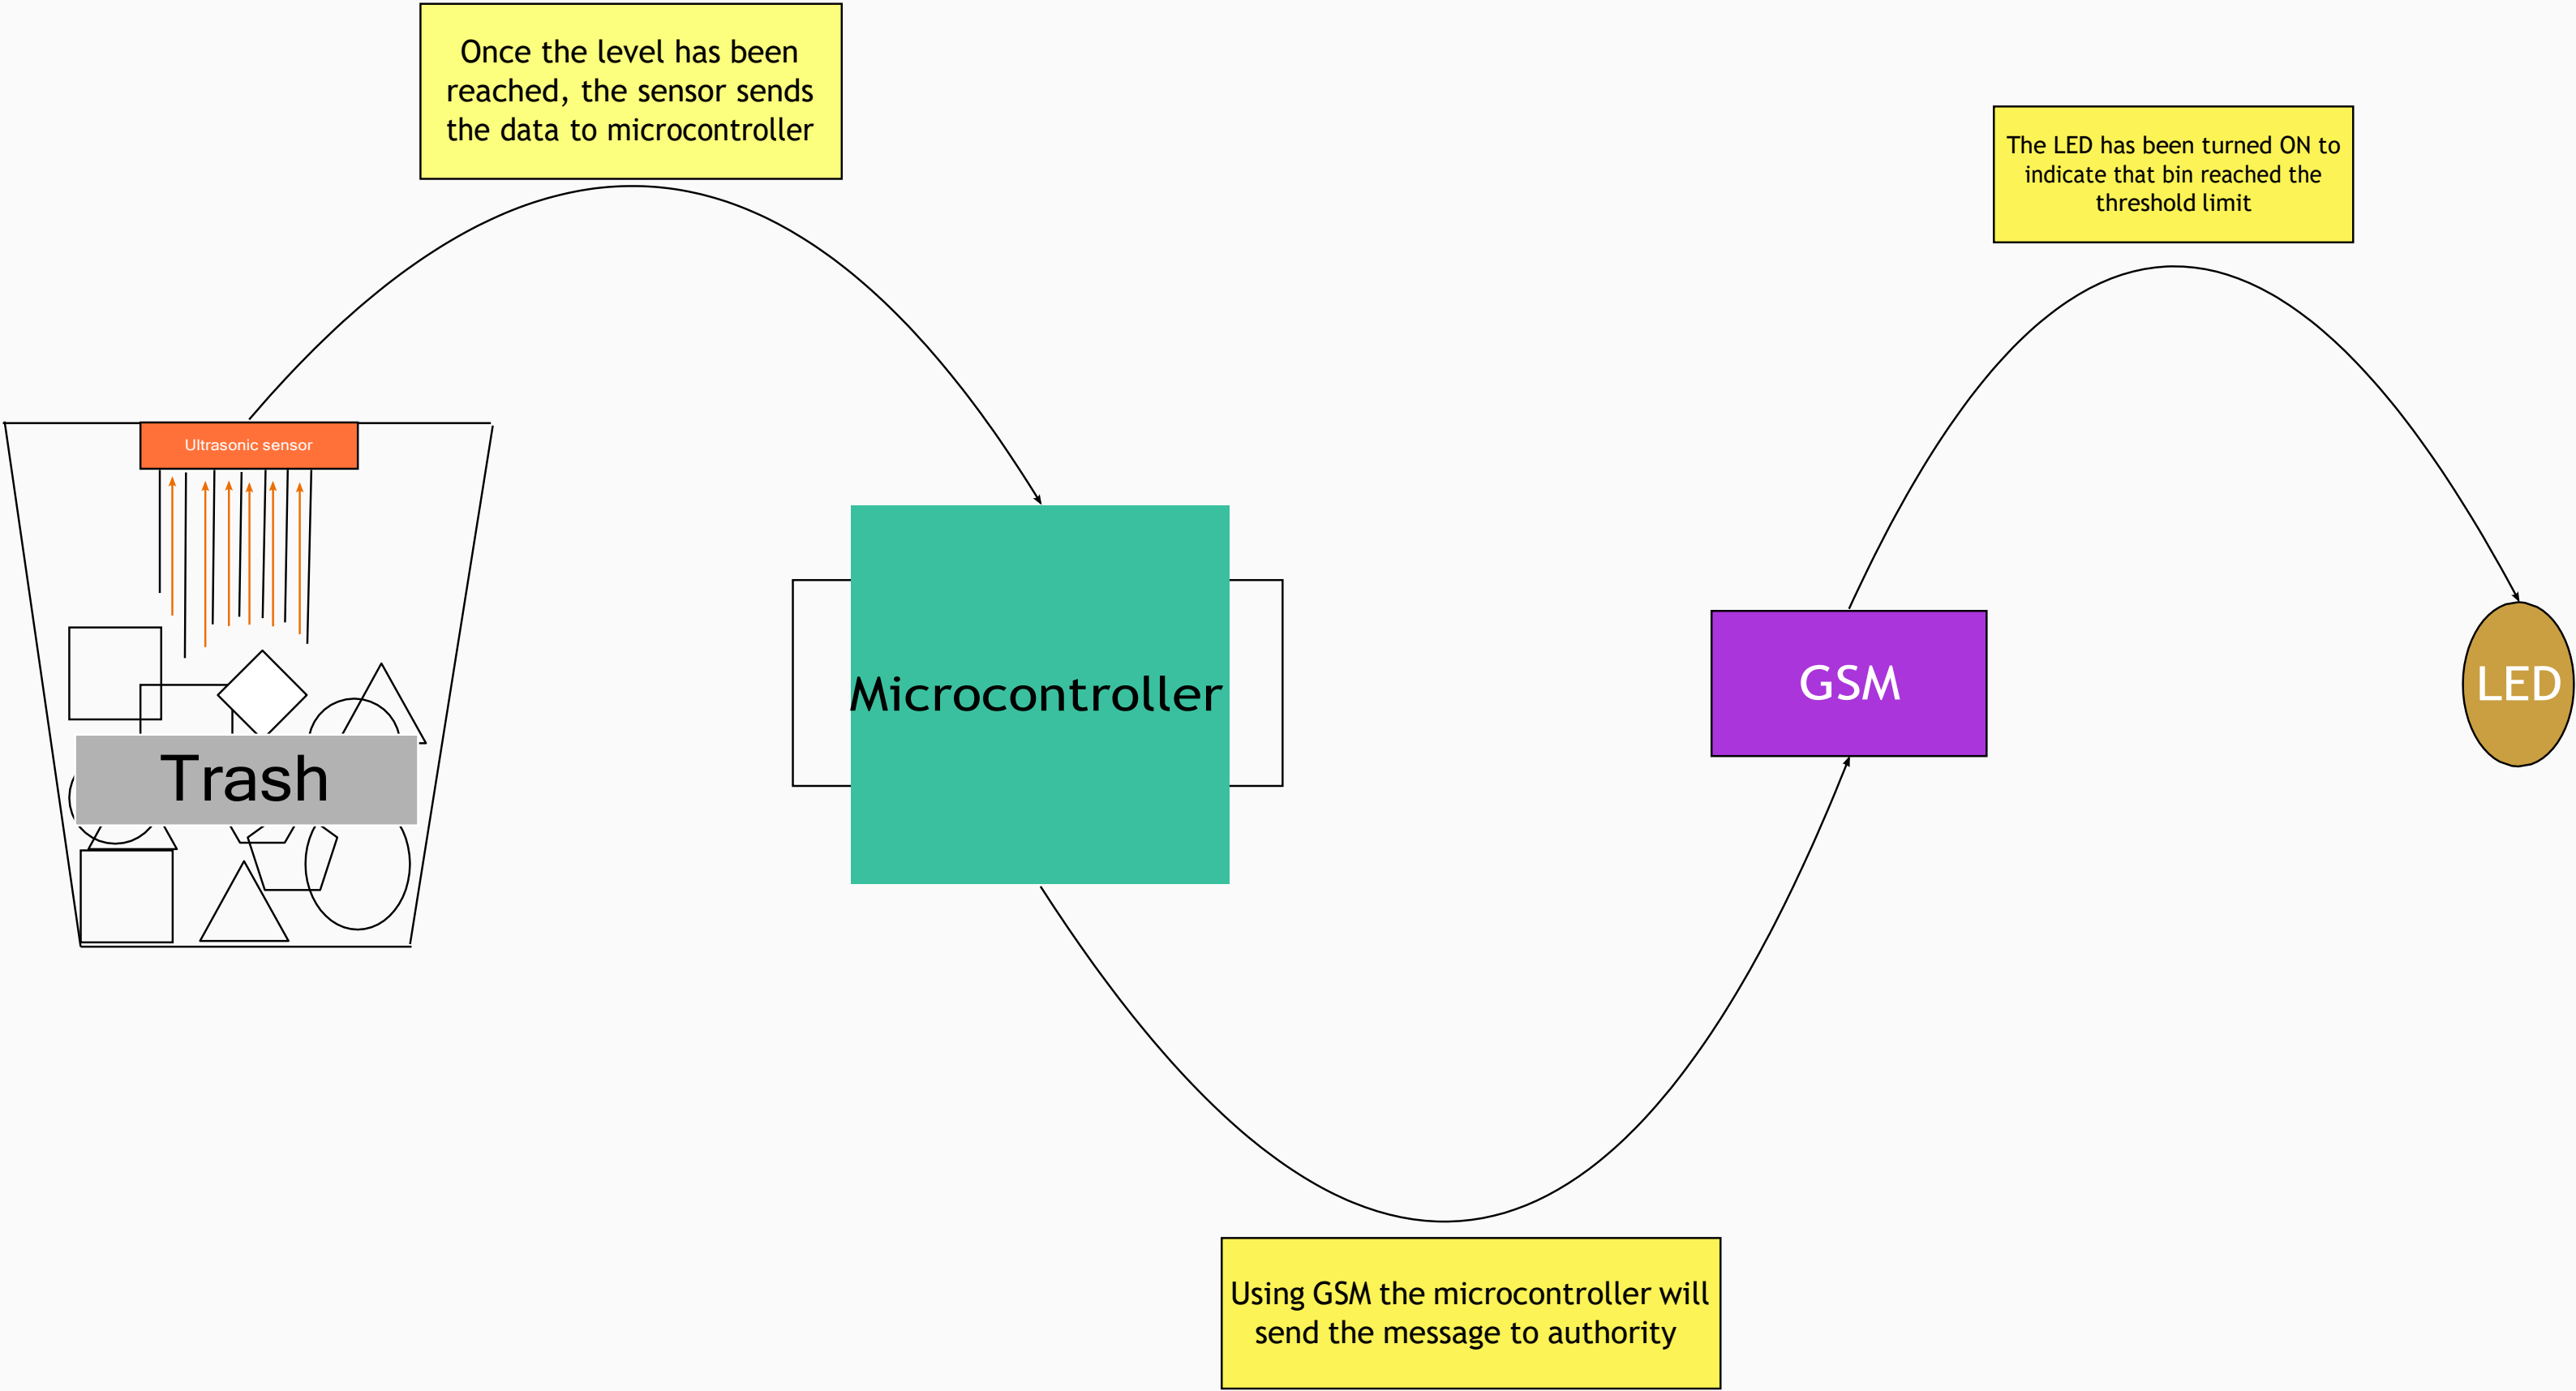 Once the level has been
reached, the sensor sends
the data to microcontroller
The LED has been turned ON to
indicate that bin reached the
threshold limit
Ultrasonic sensor
Microcontroller
GSM
LED
Trash
Using GSM the microcontroller will
send the message to authority